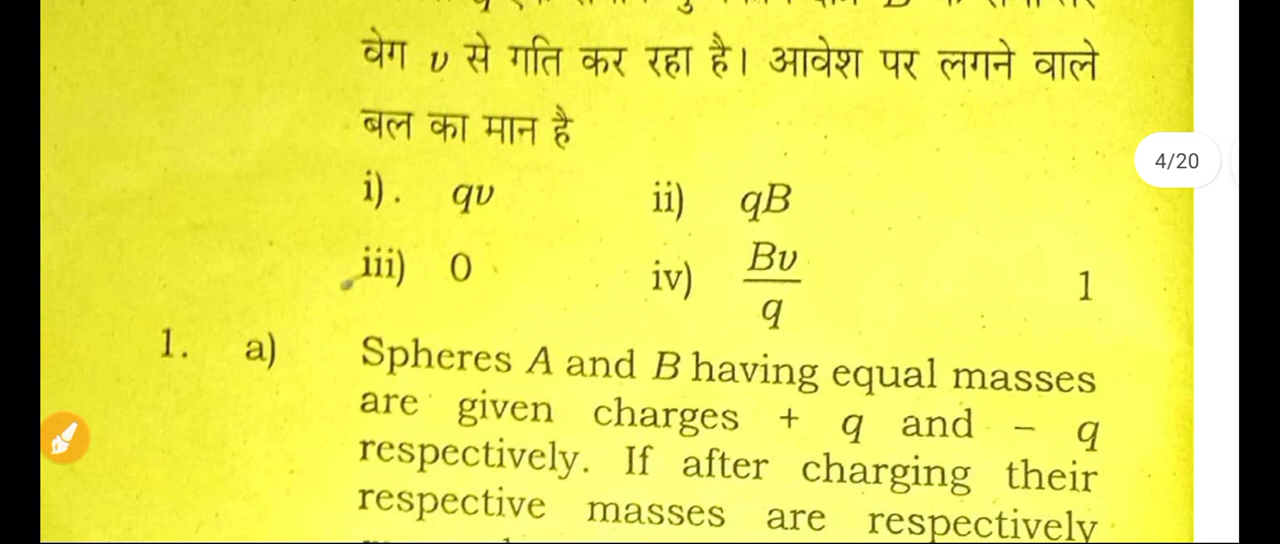 वेग v से गति कर रहा है। आवेश पर लगने वाले
बल का मान है
i). qv ii) qB
iii) 0 iv) Bv/q 1
4/20
1. a) Spheres A and B having equal masses
are given charges + q and – q
respectively. If after charging their
respective masses are respectively